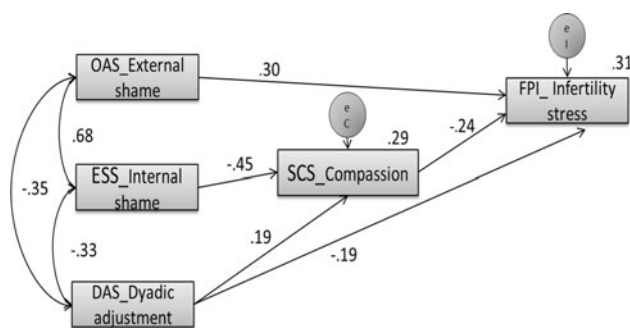 e
I
.31
OAS_External
shame
.30
FPI_ Infertility
stress
e
C
.68
.29
-.24
-.35
ESS_Internal
shame
-.45
SCS_Compassion
-.33
.19
-.19
DAS_Dyadic
adjustment